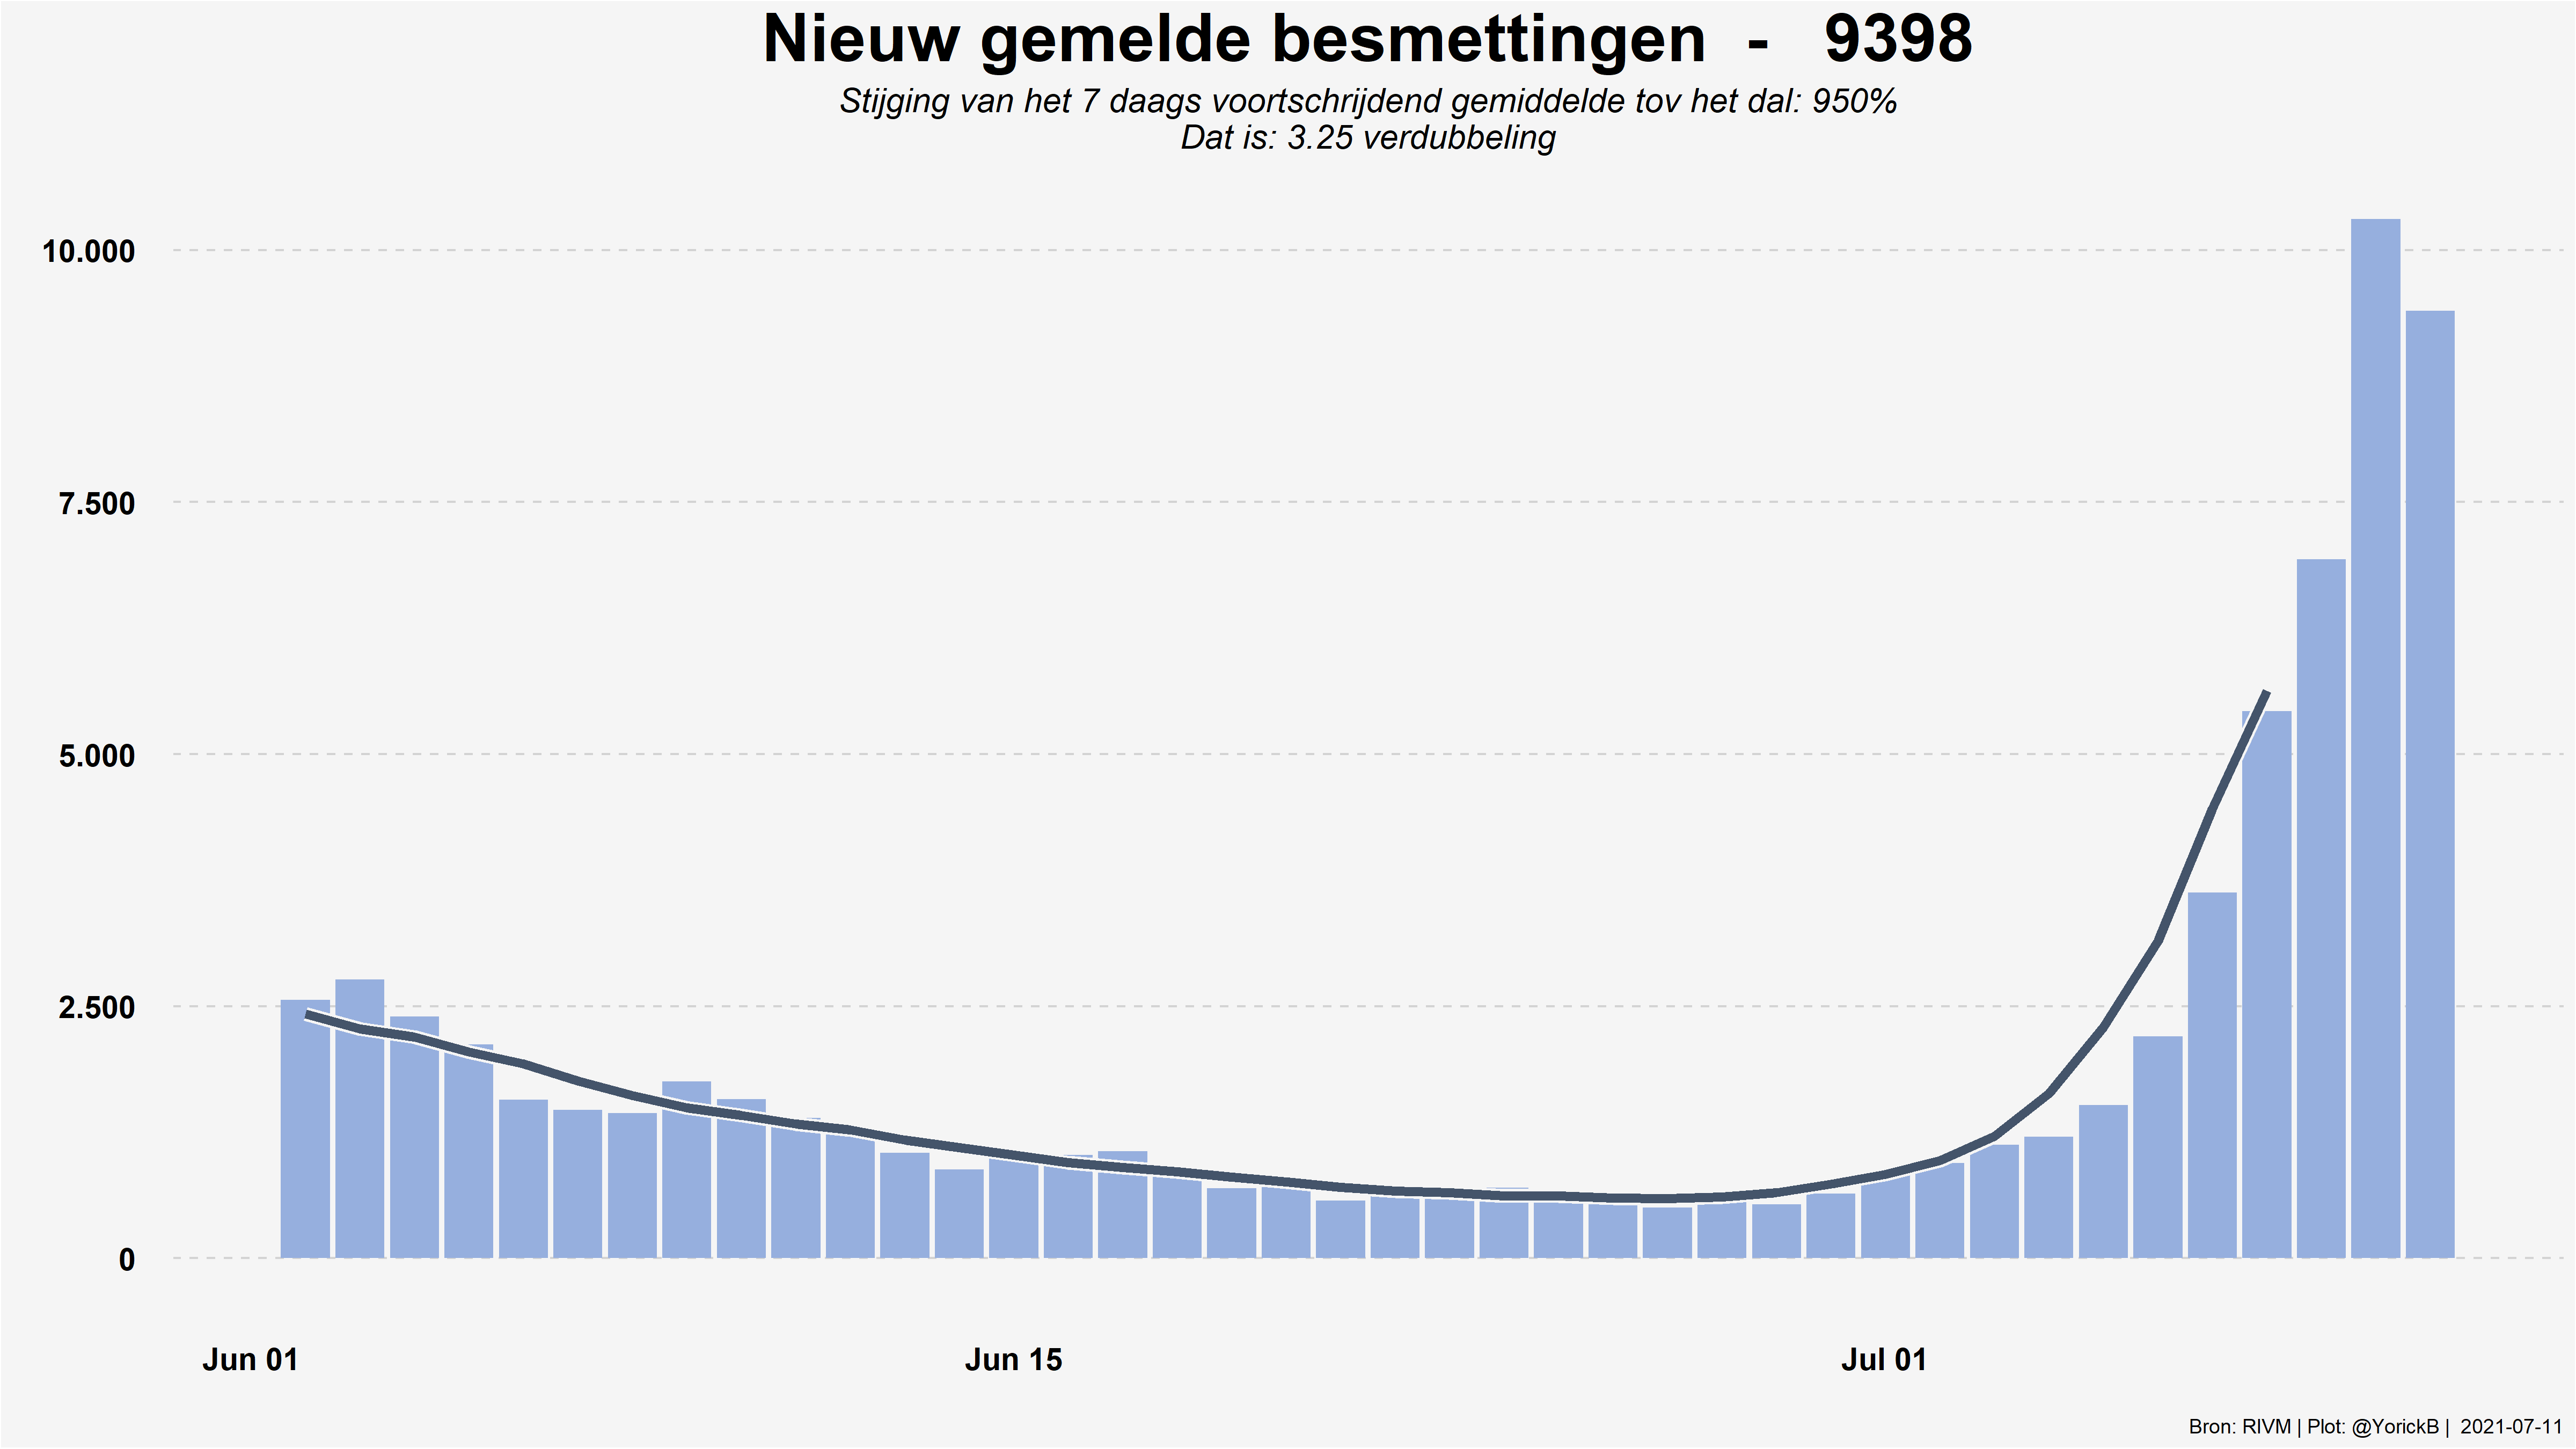 Nieuw gemelde besmettingen - 9398
Stijging van het 7 daags voortschrijdend gemiddelde tov het dal: 950%
Dat is: 3.25 verdubbeling
10.000
7.500
5.000
2.500
0
Jun 01
Jun 15
Jul 01
Bron: RIVM | Plot: @YorickB | 2021-07-11